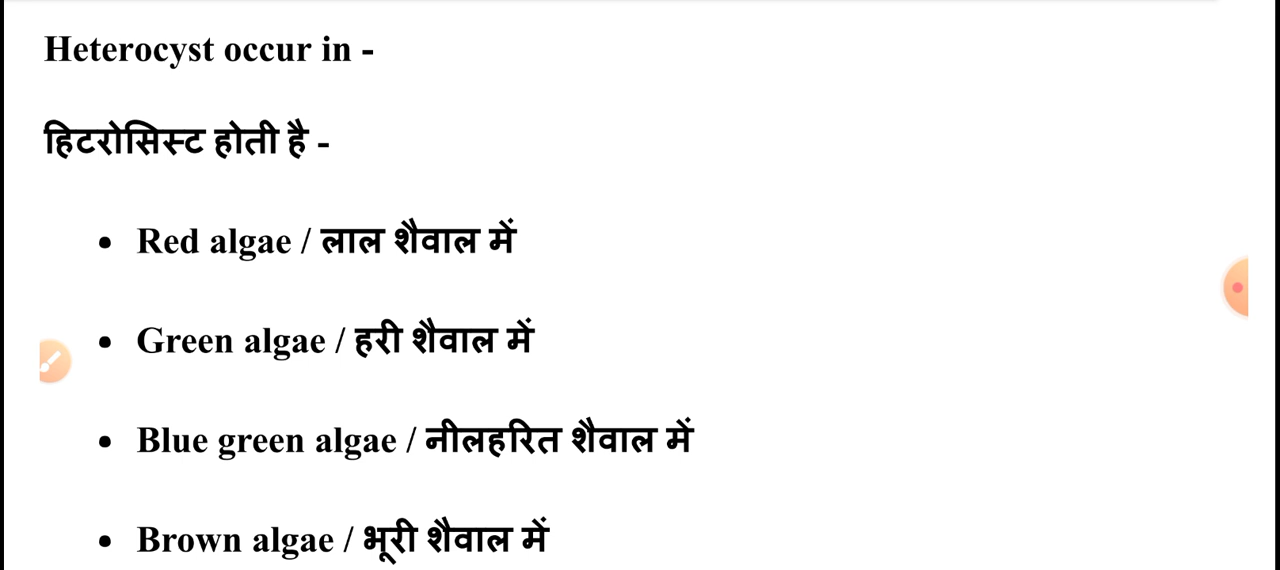 Heterocyst occur in -
हिटरोसिस्ट होती है -
• Red algae / लाल शैवाल में
• Green algae / हरी शैवाल में
• Blue green algae / नीलहरित शैवाल में
• Brown algae / भूरी शैवाल में